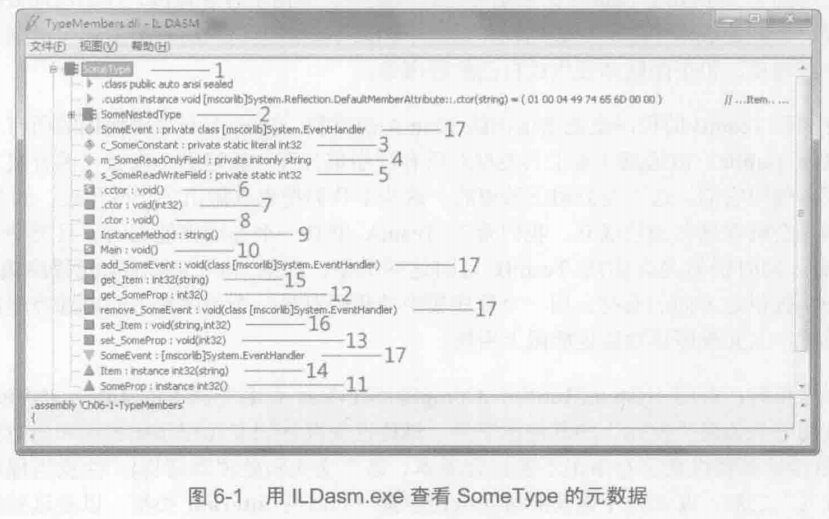 TypeMembers.dll - IL DASM
文件(F) 视图(V) 帮助(H)
SomeType 1
.class public auto ansi sealed
.custom instance void [mscorlib]System.Reflection.DefaultMemberAttribute::.ctor(string) = ( 01 00 04 49 74 65 6D 00 00 ) // ...Item.. ...
SomeNestedType 2
SomeEvent : private class [mscorlib]System.EventHandler 17
c_SomeConstant : private static literal int32 3
m_SomeReadOnlyField : private initonly string 4
s_SomeReadWriteField : private static int32 5
.cctor : void() 6
.ctor : void(int32) 7
.ctor : void() 8
InstanceMethod : string() 9
Main : void() 10
add_SomeEvent : void(class [mscorlib]System.EventHandler) 17
get_Item : int32(string) 15
get_SomeProp : int32() 12
remove_SomeEvent : void(class [mscorlib]System.EventHandler) 17
set_Item : void(string,int32) 16
set_SomeProp : void(int32) 13
SomeEvent : [mscorlib]System.EventHandler 17
Item : instance int32(string) 14
SomeProp : instance int32() 11
.assembly 'Ch06-1-TypeMembers'
{
图 6-1 用 ILDasm.exe 查看 SomeType 的元数据